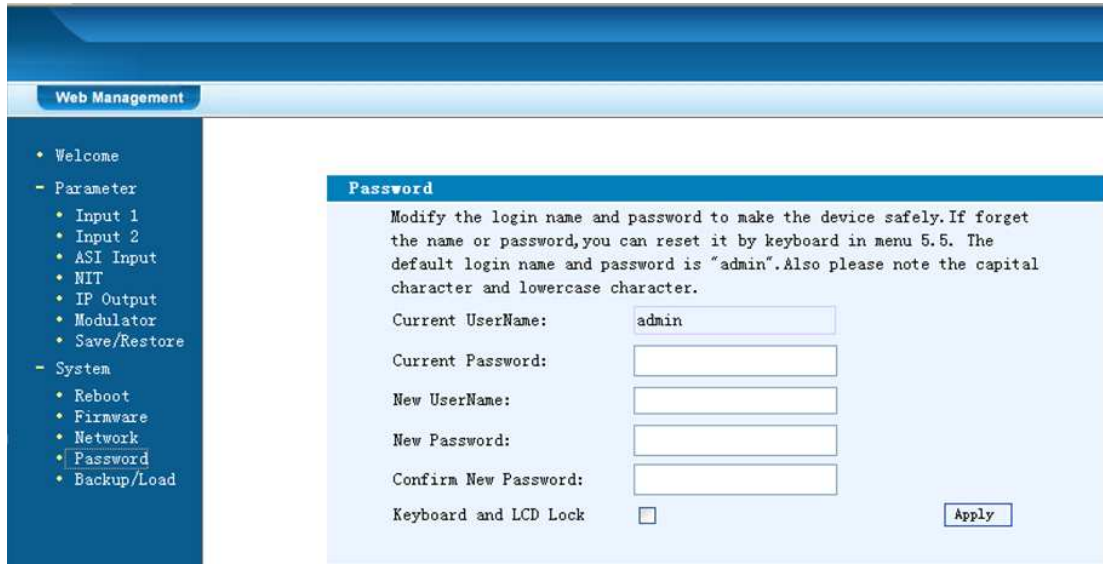 Web Management
Welcome
Parameter
Input 1
Input 2
ASI Input
NIT
IP Output
Modulator
Save/Restore
System
Reboot
Firmware
Network
Password
Backup/Load
Password
Modify the login name and password to make the device safely.If forget
the name or password,you can reset it by keyboard in menu 5.5. The
default login name and password is "admin".Also please note the capital
character and lowercase character.
Current UserName: admin
Current Password:
New UserName:
New Password:
Confirm New Password:
Keyboard and LCD Lock Apply